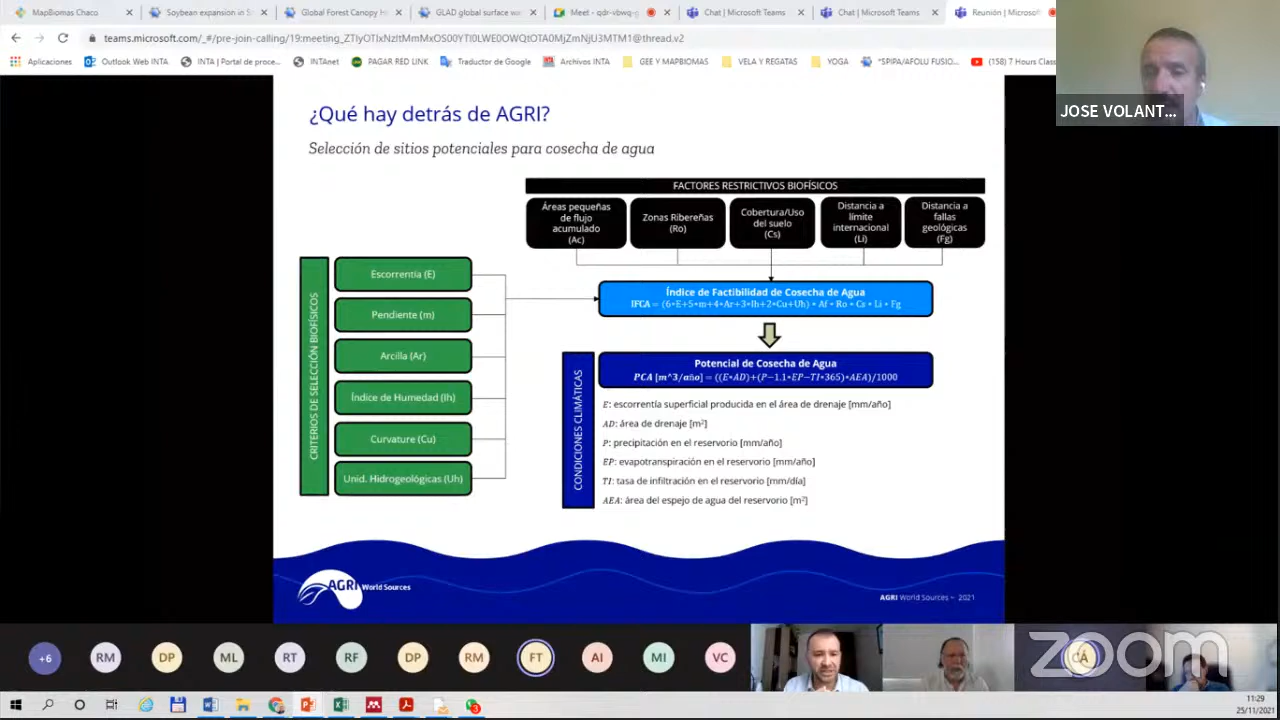 MapBiomas Chaco
Soybean expansion in S
Global Forest Canopy H
GLAD global surface wa
Meet - qdr-vbwq-g
Chat | Microsoft Teams
Chat | Microsoft Teams
Reunión | Microsof
teams.microsoft.com/_#/pre-join-calling/19:meeting_ZTIyOTIxNzItMmMxOS00YTI0LWE0OWQtOTA0MjZmNjU3MTM1@thread.v2
Aplicaciones
Outlook Web INTA
INTA | Portal de proce...
INTAnet
PAGAR RED LINK
Traductor de Google
Archivos INTA
GEE Y MAPBIOMAS
VELA Y REGATAS
YOGA
"SPIPA/AFOLU FUSIO...
(158) 7 Hours Class
JOSE VOLANT...
¿Qué hay detrás de AGRI?
Selección de sitios potenciales para cosecha de agua
FACTORES RESTRICTIVOS BIOFÍSICOS
Áreas pequeñas
de flujo
acumulado
(Ac)
Zonas Ribereñas
(Ro)
Cobertura/Uso
del suelo
(Cs)
Distancia a
límite
internacional
(Li)
Distancia a
fallas
geológicas
(Fg)
CRITERIOS DE SELECCIÓN BIOFÍSICOS
Escorrentía (E)
Pendiente (m)
Arcilla (Ar)
Índice de Humedad (Ih)
Curvature (Cu)
Unid. Hidrogeológicas (Uh)
Índice de Factibilidad de Cosecha de Agua
IFCA = (6*E+5*m+4*Ar+3*Ih+2*Cu+Uh) * Af * Ro * Cs * Li * Fg
CONDICIONES CLIMÁTICAS
Potencial de Cosecha de Agua
PCA [m^3/año] = ((E*AD)+(P-1.1*EP-TI*365)*AEA)/1000
E: escorrentía superficial producida en el área de drenaje [mm/año]
AD: área de drenaje [m²]
P: precipitación en el reservorio [mm/año]
EP: evapotranspiración en el reservorio [mm/año]
TI: tasa de infiltración en el reservorio [mm/día]
AEA: área del espejo de agua del reservorio [m²]
AGRI World Sources
AGRI World Sources - 2021
+6
RM
DP
ML
RT
RF
DP
RM
FT
AI
MI
VC
CA
zoom
11:29
25/11/2021